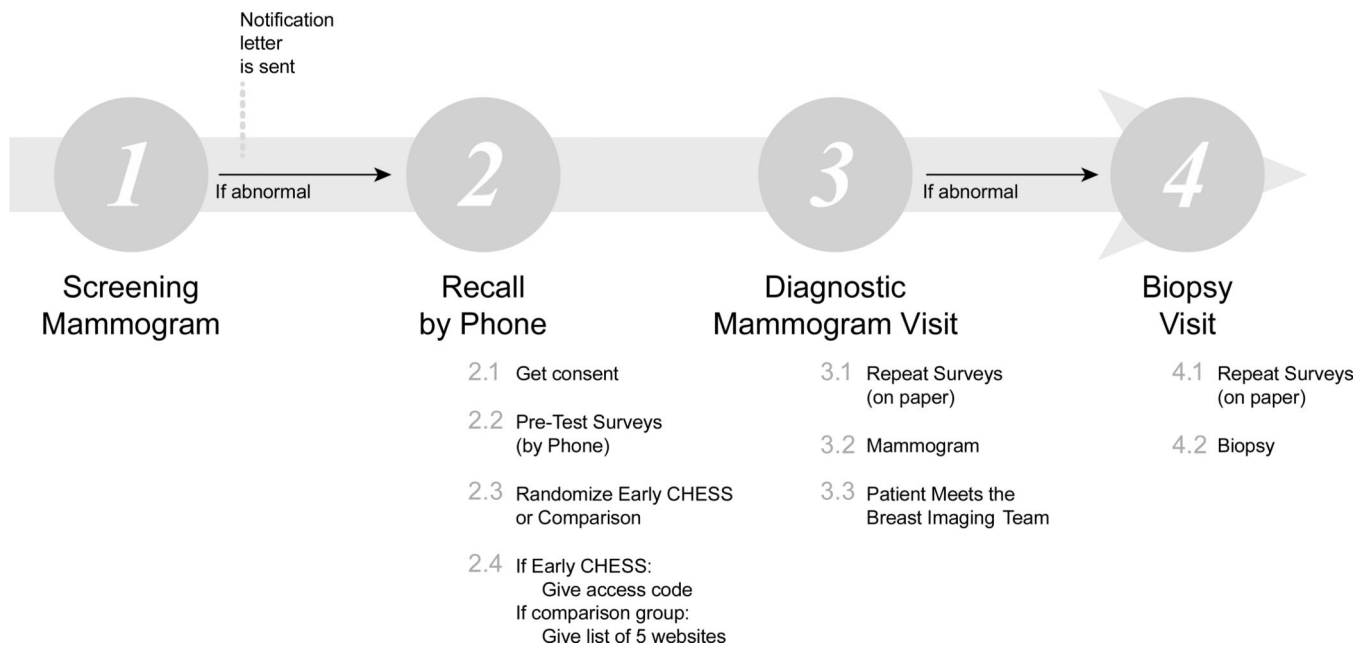 Notification
letter
is sent
1
If abnormal
2
3
If abnormal
4
Screening
Mammogram
Recall
by Phone
2.1 Get consent
2.2 Pre-Test Surveys
(by Phone)
2.3 Randomize Early CHESS
or Comparison
2.4 If Early CHESS:
Give access code
If comparison group:
Give list of 5 websites
Diagnostic
Mammogram Visit
3.1 Repeat Surveys
(on paper)
3.2 Mammogram
3.3 Patient Meets the
Breast Imaging Team
Biopsy
Visit
4.1 Repeat Surveys
(on paper)
4.2 Biopsy